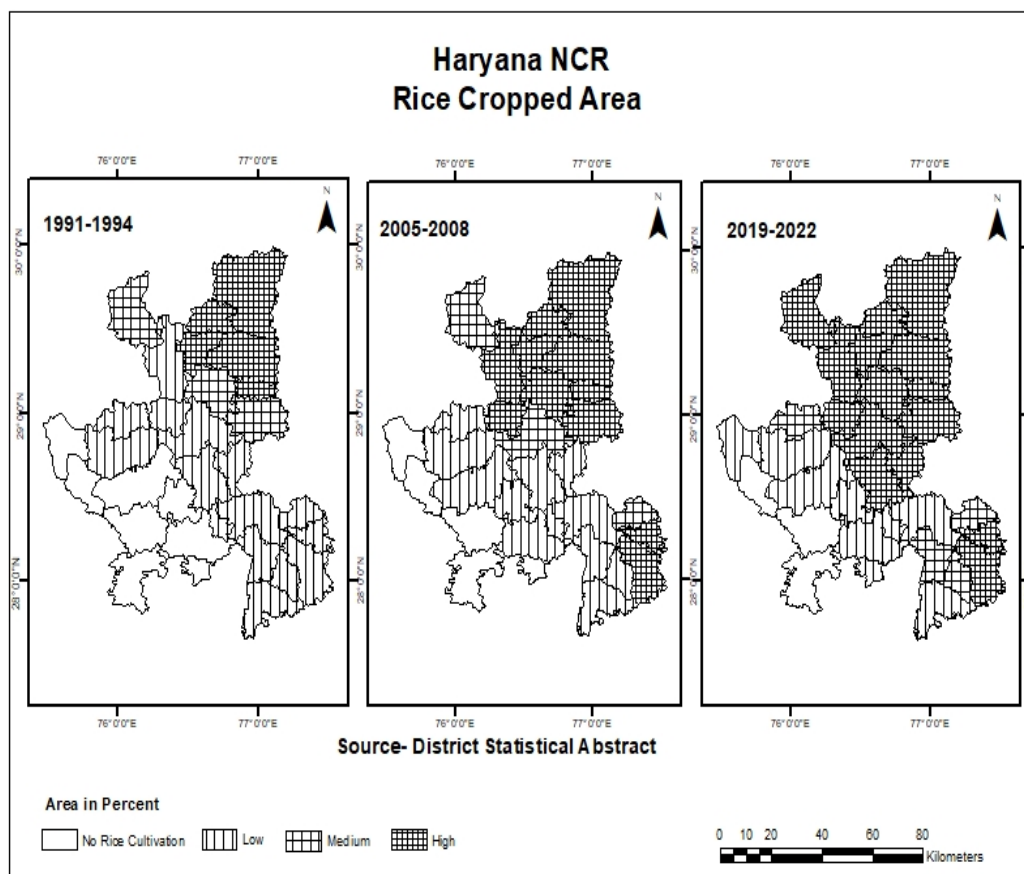 Haryana NCR
Rice Cropped Area
76° 0'0"E 77° 0'0"E 76° 0'0"E 77° 0'0"E 76° 0'0"E 77° 0'0"E
N N N
1991-1994 2005-2008 2019-2022
30° 0'0"N 30° 0'0"N 30° 0'0"N
29° 0'0"N 29° 0'0"N 29° 0'0"N
28° 0'0"N 28° 0'0"N 28° 0'0"N
76° 0'0"E 77° 0'0"E 76° 0'0"E 77° 0'0"E 76° 0'0"E 77° 0'0"E
Source- District Statistical Abstract
Area in Percent
No Rice Cultivation Low Medium High
0 10 20 40 60 80
Kilometers